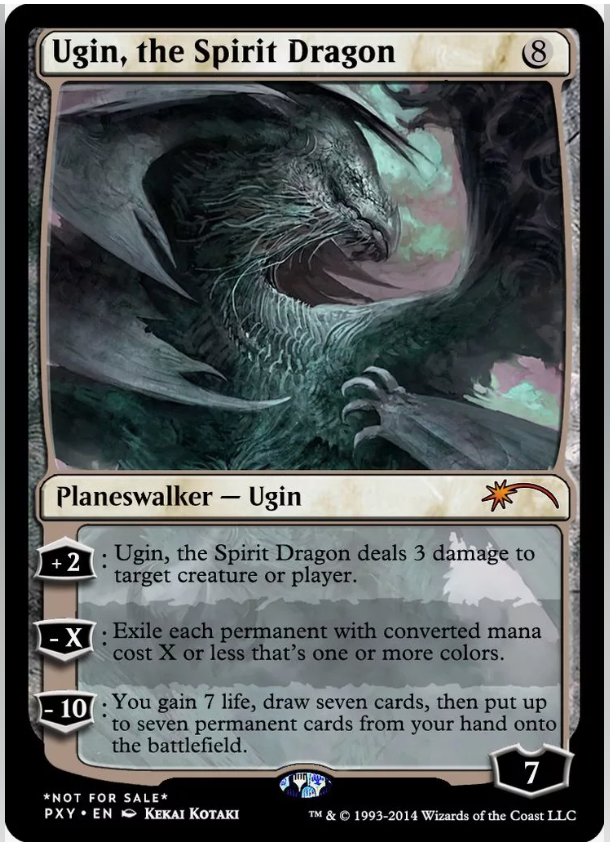 Ugin, the Spirit Dragon 8
Planeswalker — Ugin
+2 : Ugin, the Spirit Dragon deals 3 damage to
target creature or player.
-X : Exile each permanent with converted mana
cost X or less that's one or more colors.
-10 : You gain 7 life, draw seven cards, then put up
to seven permanent cards from your hand onto
the battlefield.
7
*NOT FOR SALE*
PXY • EN KEKAI KOTAKI
™ & © 1993-2014 Wizards of the Coast LLC